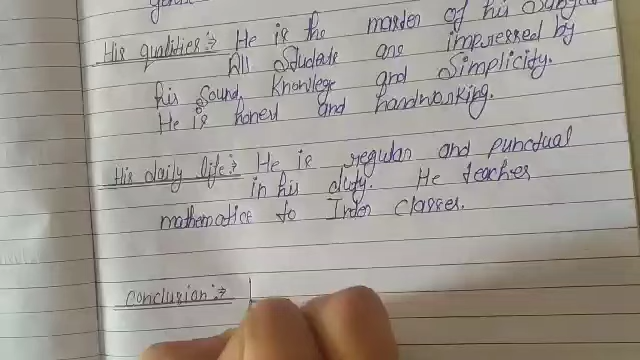 His qualities :→ He is the master of his subject
All Students are impressed by
his Sound Knowlege and Simplicity.
He is honest and hardworking.
His daily life :→ He is regular and punctual
in his duty. He teaches
mathematics to Inter classes.
Conclusion :→